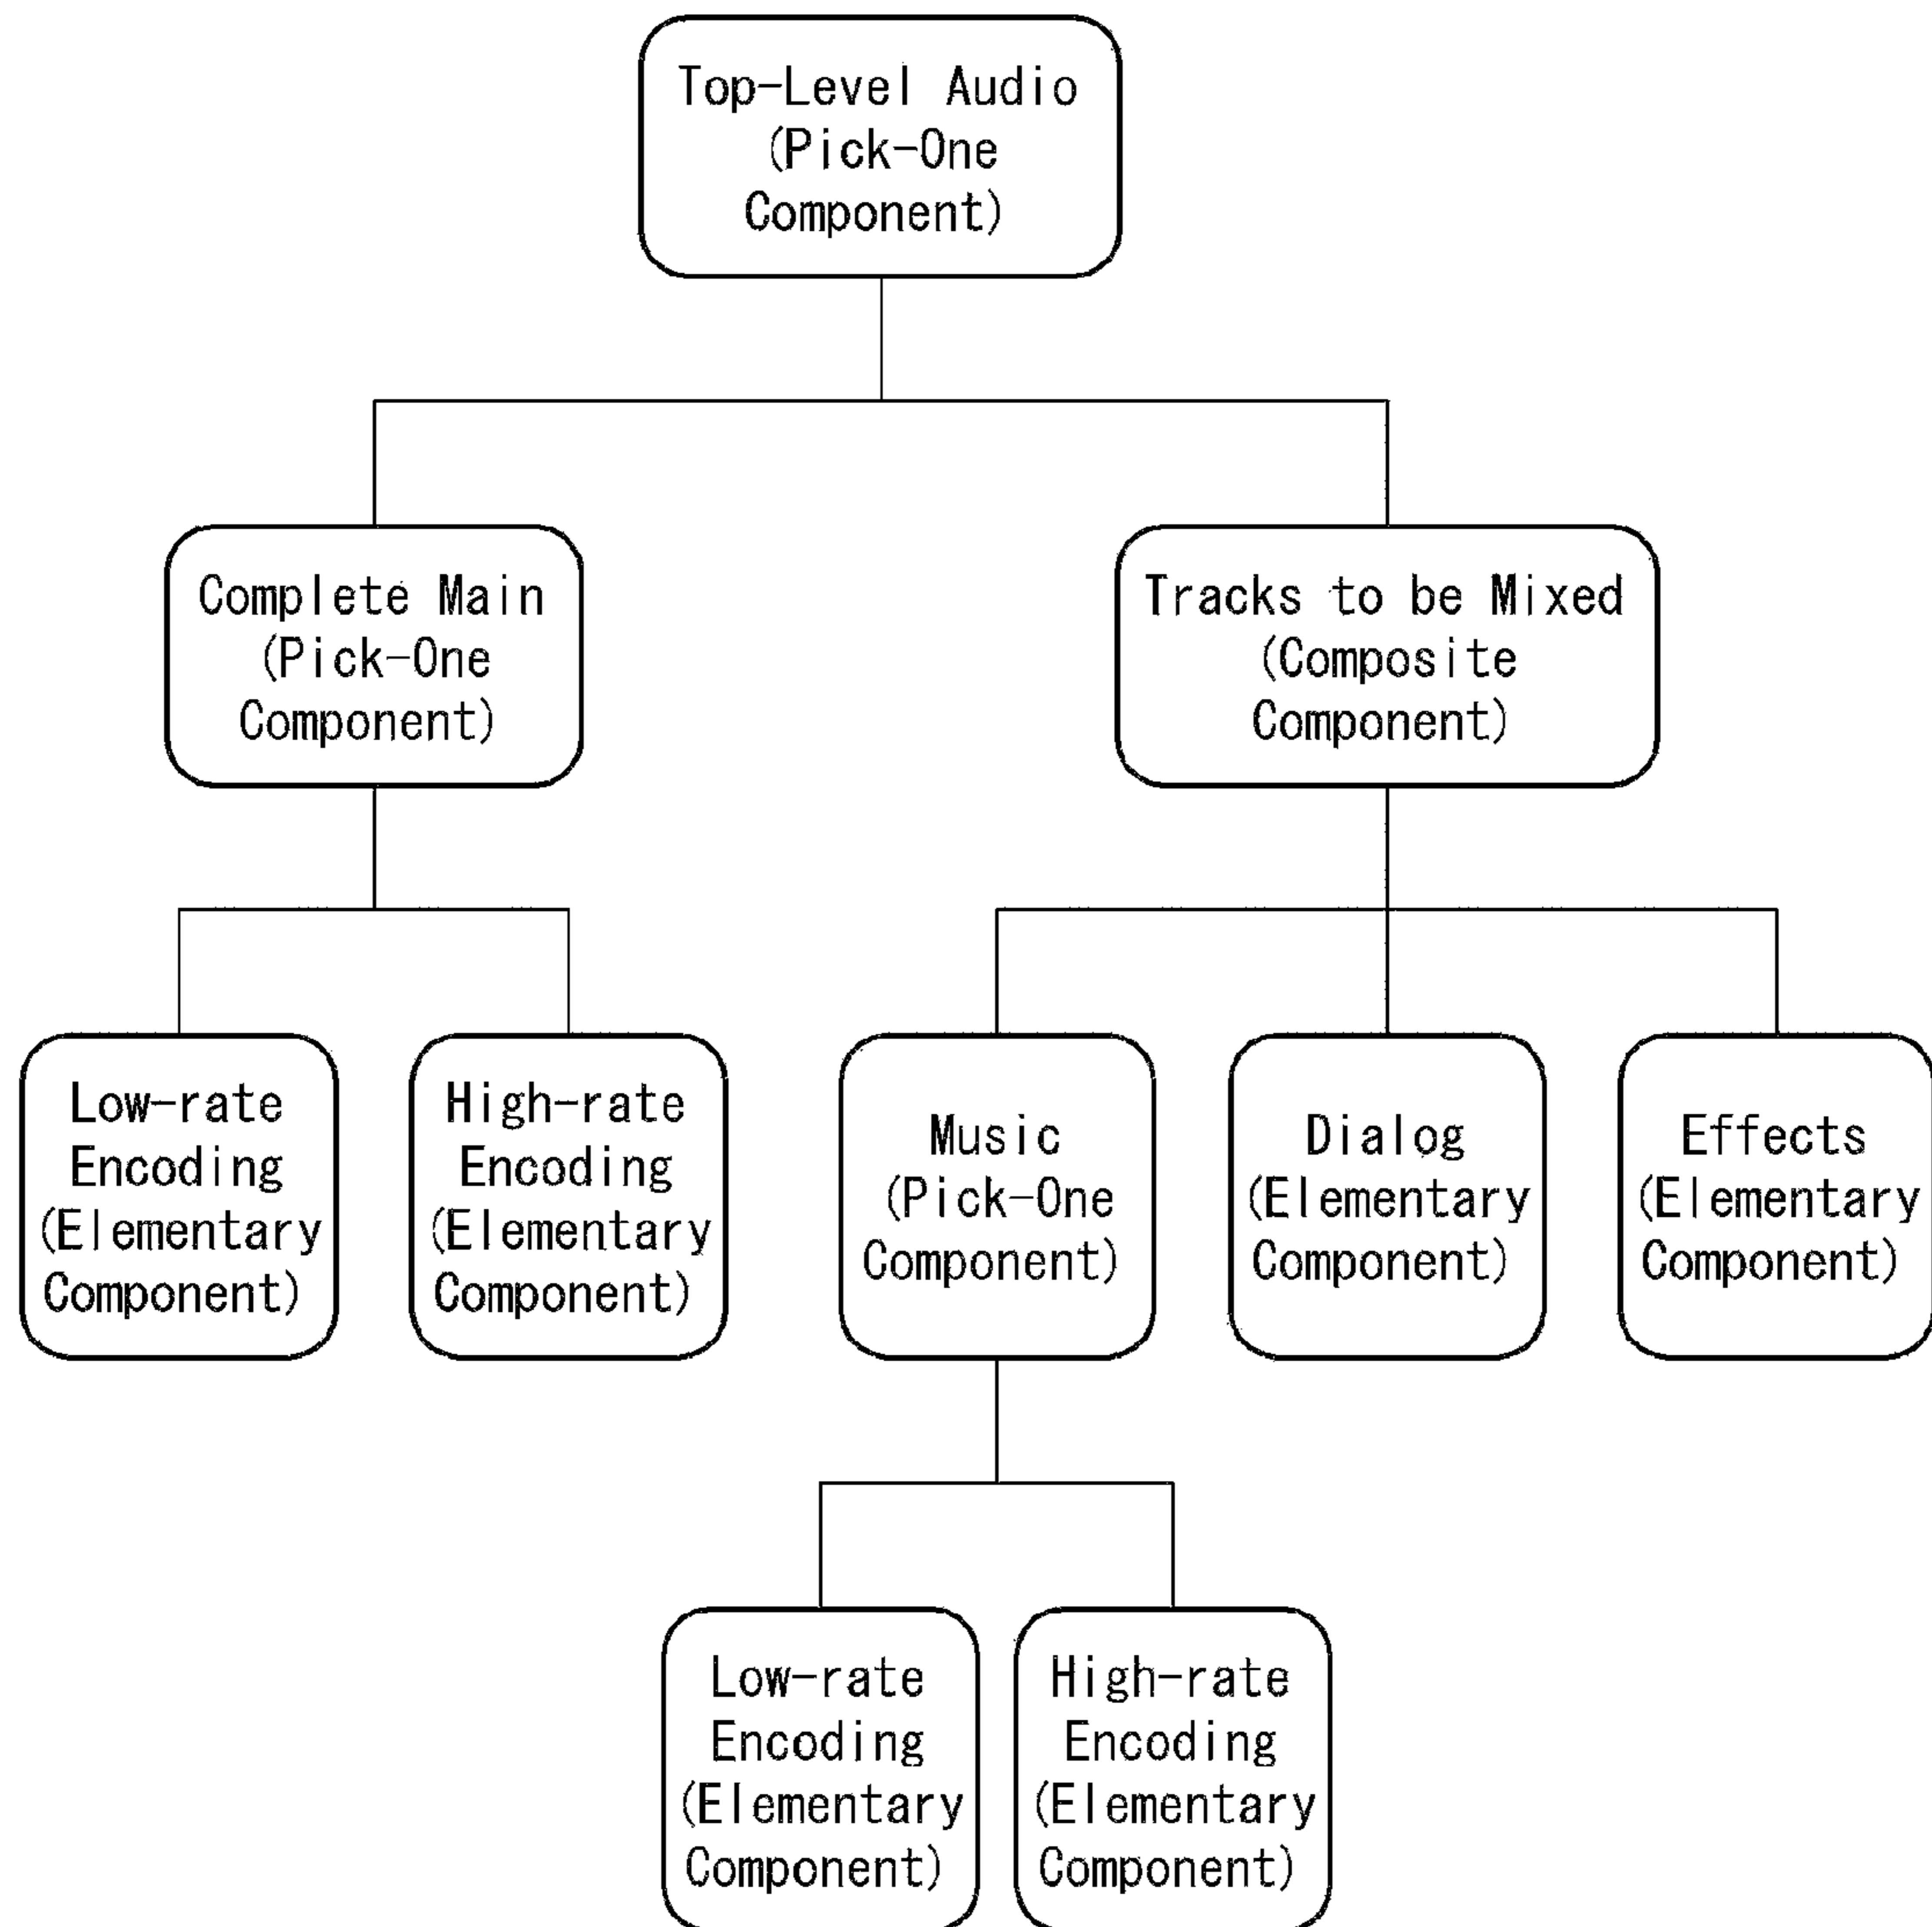 Top-Level Audio
(Pick-One
Component)
Complete Main
(Pick-One
Component)
Tracks to be Mixed
(Composite
Component)
Low-rate
Encoding
(Elementary
Component)
High-rate
Encoding
(Elementary
Component)
Music
(Pick-One
Component)
Dialog
(Elementary
Component)
Effects
(Elementary
Component)
Low-rate
Encoding
(Elementary
Component)
High-rate
Encoding
(Elementary
Component)